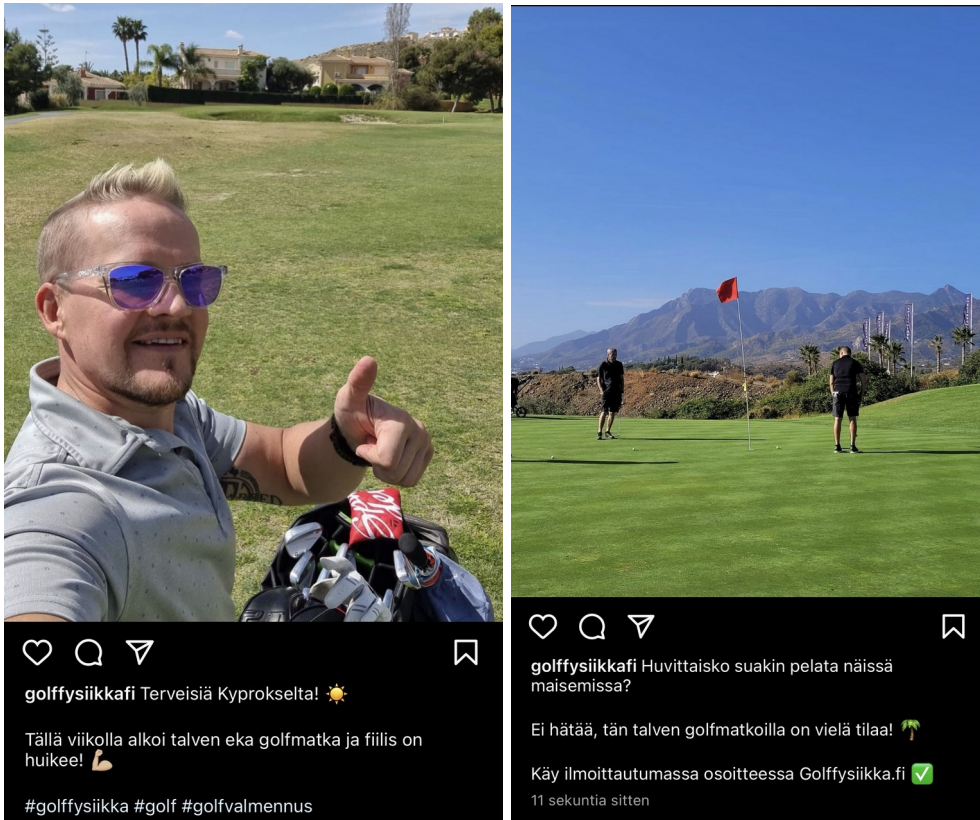 golffysiikkafi Terveisiä Kyprokselta! ☀️
Tällä viikolla alkoi talven eka golfmatka ja fiilis on
huikee! 💪🏼
#golffysiikka #golf #golfvalmennus
golffysiikkafi Huvittaisko suakin pelata näissä
maisemissa?
Ei hätää, tän talven golfmatkoilla on vielä tilaa! 🌴
Käy ilmoittautumassa osoitteessa Golffysiikka.fi ✅
11 sekuntia sitten